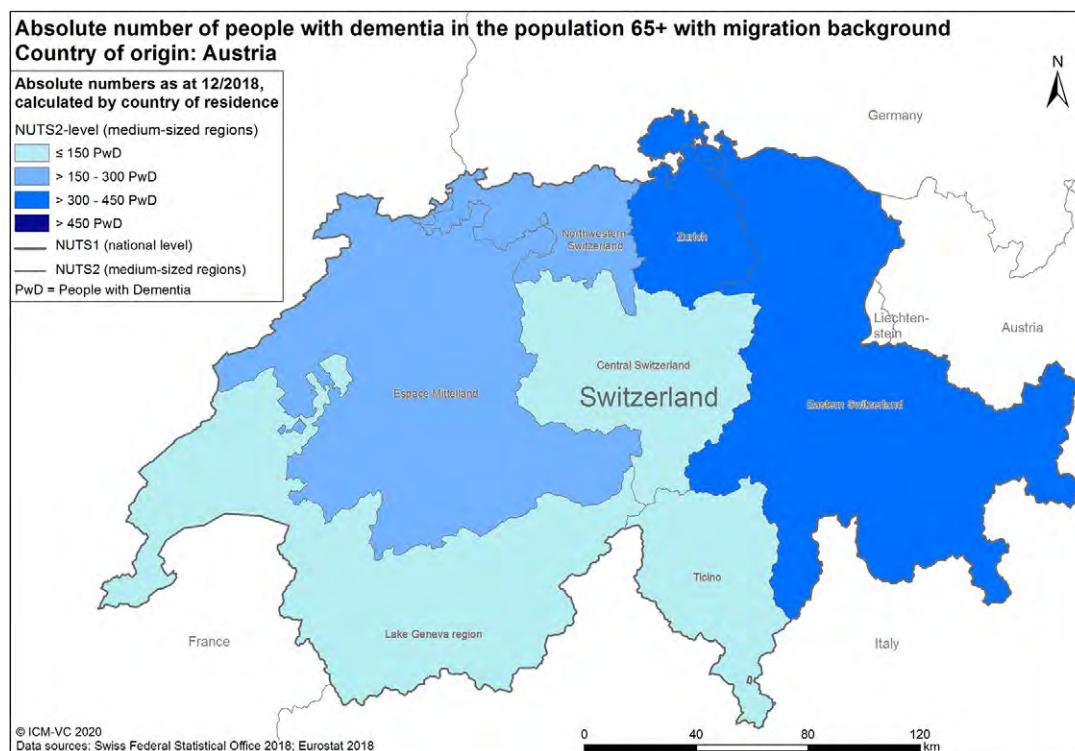 Absolute number of people with dementia in the population 65+ with migration background
Country of origin: Austria
Absolute numbers as at 12/2018,
calculated by country of residence
NUTS2-level (medium-sized regions)
≤ 150 PwD
> 150 - 300 PwD
> 300 - 450 PwD
> 450 PwD
NUTS1 (national level)
NUTS2 (medium-sized regions)
PwD = People with Dementia
N
Germany
Northwestern
Switzerland
Zurich
Liechten-
stein
Austria
Central Switzerland
Switzerland
Espace Mittelland
Eastern Switzerland
Ticino
Lake Geneva region
France
Italy
© ICM-VC 2020
Data sources: Swiss Federal Statistical Office 2018; Eurostat 2018
0 40 80 120
km